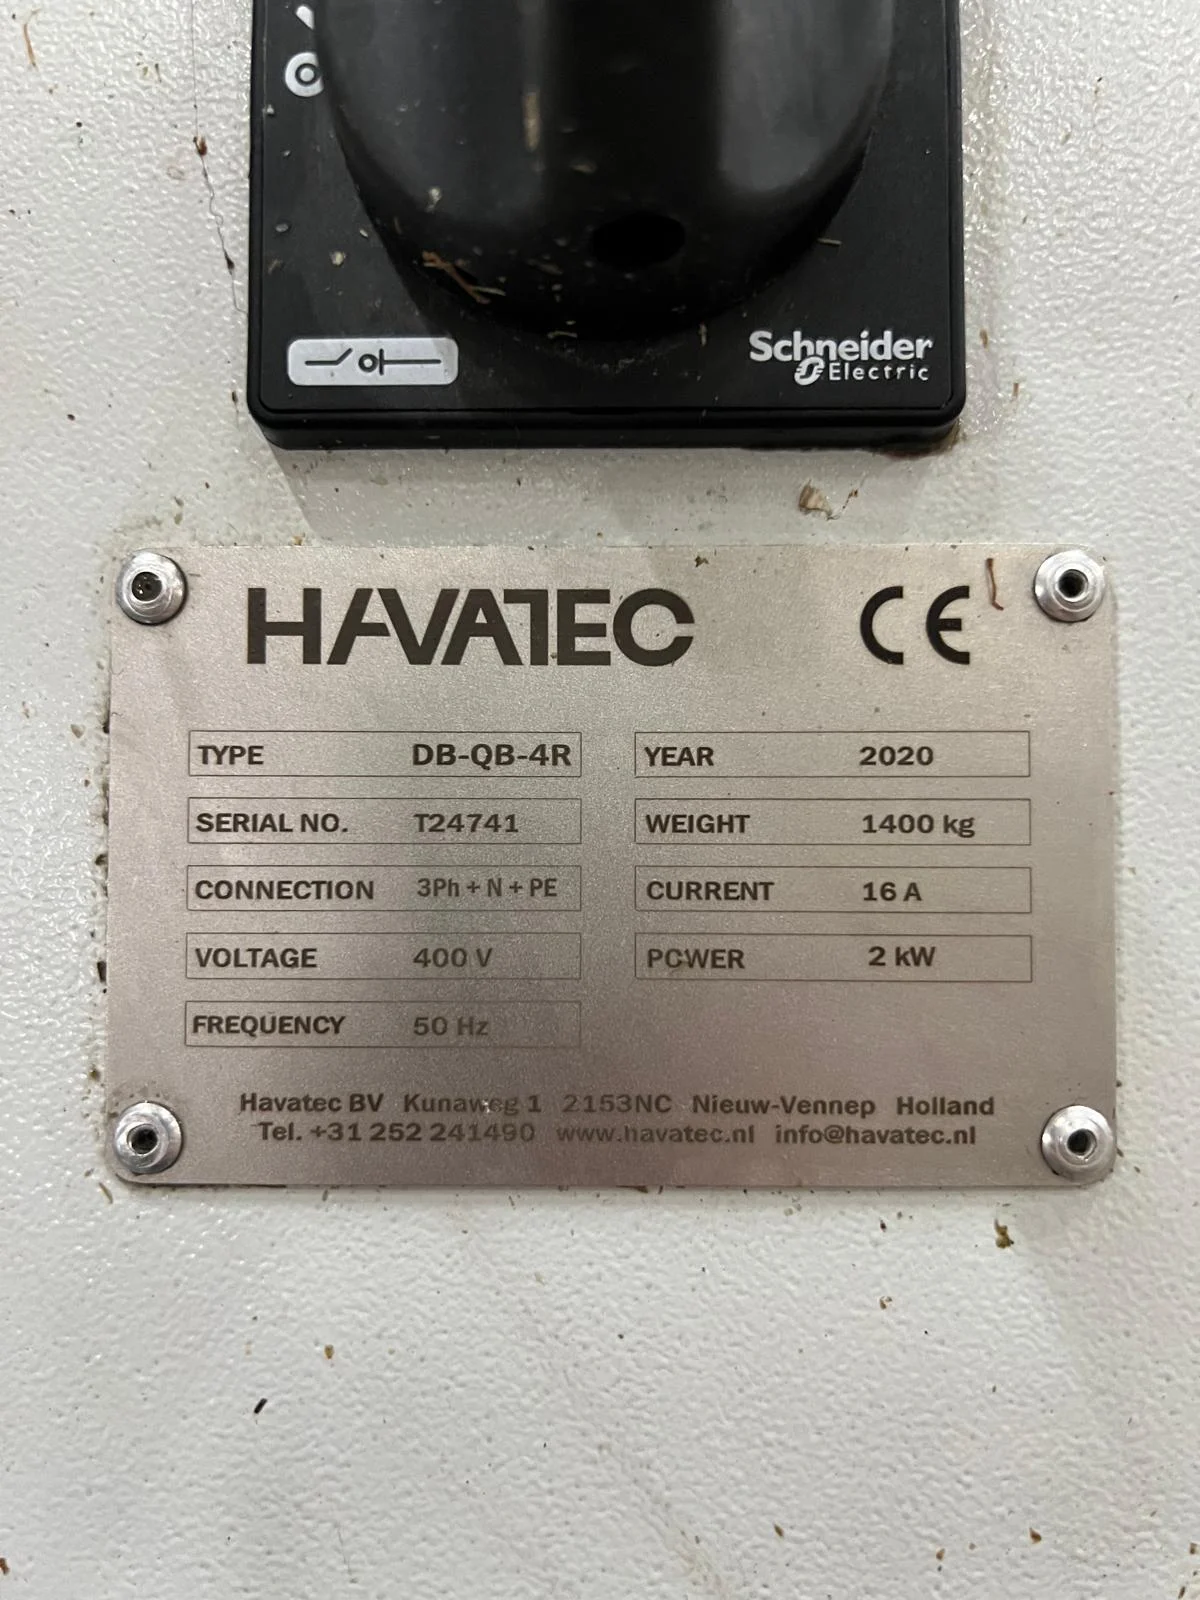 Schneider
Electric
HAVATEC CE
TYPE DB-QB-4R
YEAR 2020
SERIAL NO. T24741
WEIGHT 1400 kg
CONNECTION 3Ph + N + PE
CURRENT 16 A
VOLTAGE 400 V
POWER 2 kW
FREQUENCY 50 Hz
Havatec BV Kunaweg 1 2153NC Nieuw-Vennep Holland
Tel. +31 252 241490 www.havatec.nl info@havatec.nl